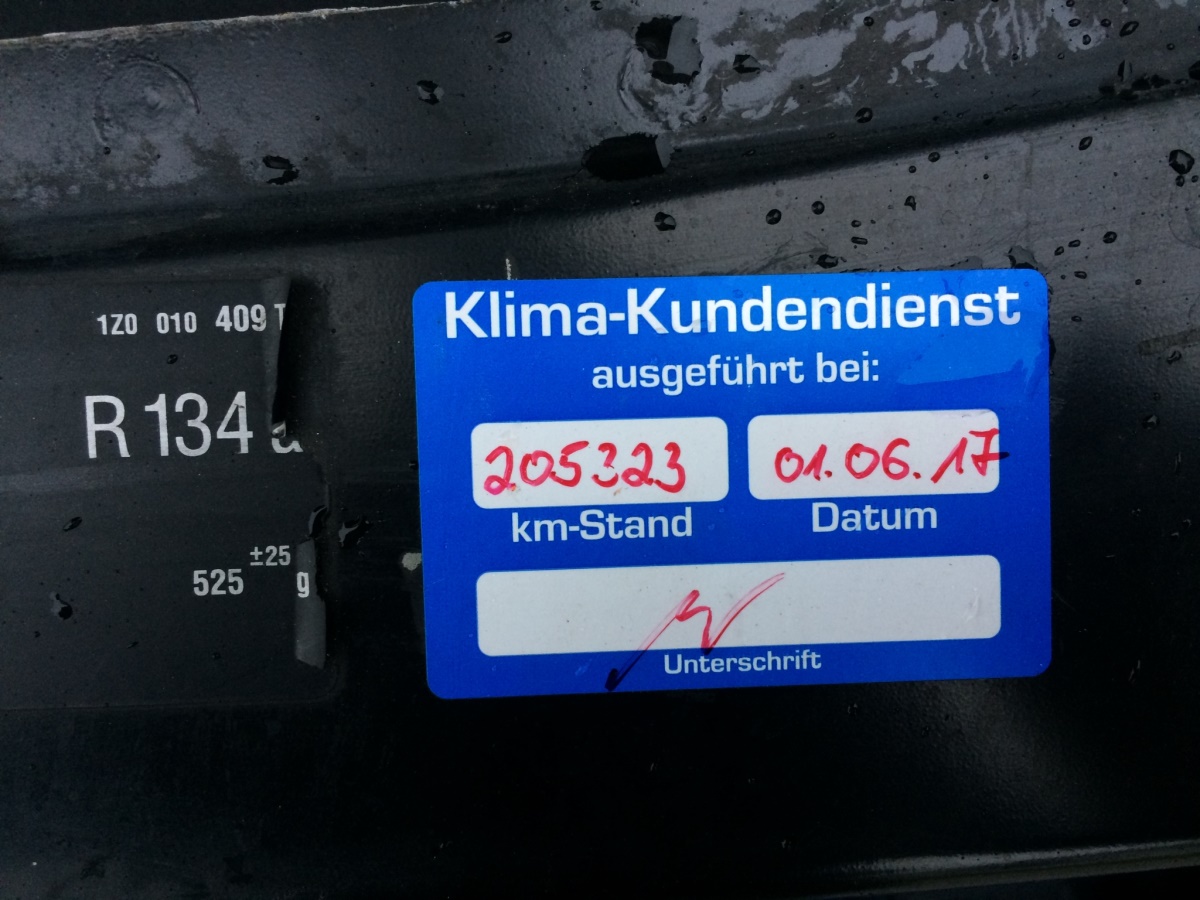 1Z0 010 409 T
R 134 a
525 ±25 g
Klima-Kundendienst
ausgeführt bei:
205323 01.06.17
km-Stand Datum
Unterschrift